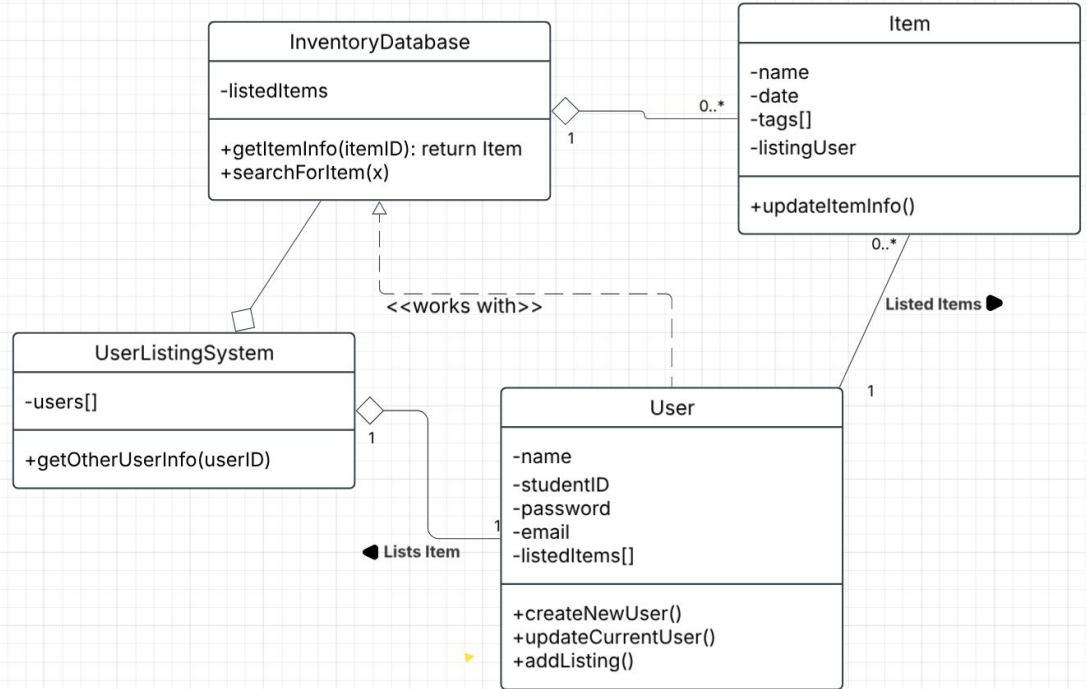 InventoryDatabase
-listedItems
+getItemInfo(itemID): return Item
+searchForItem(x)
1
0..*
Item
-name
-date
-tags[]
-listingUser
+updateItemInfo()
0..*
Listed Items
1
<<works with>>
UserListingSystem
-users[]
+getOtherUserInfo(userID)
1
1
Lists Item
User
-name
-studentID
-password
-email
-listedItems[]
+createNewUser()
+updateCurrentUser()
+addListing()